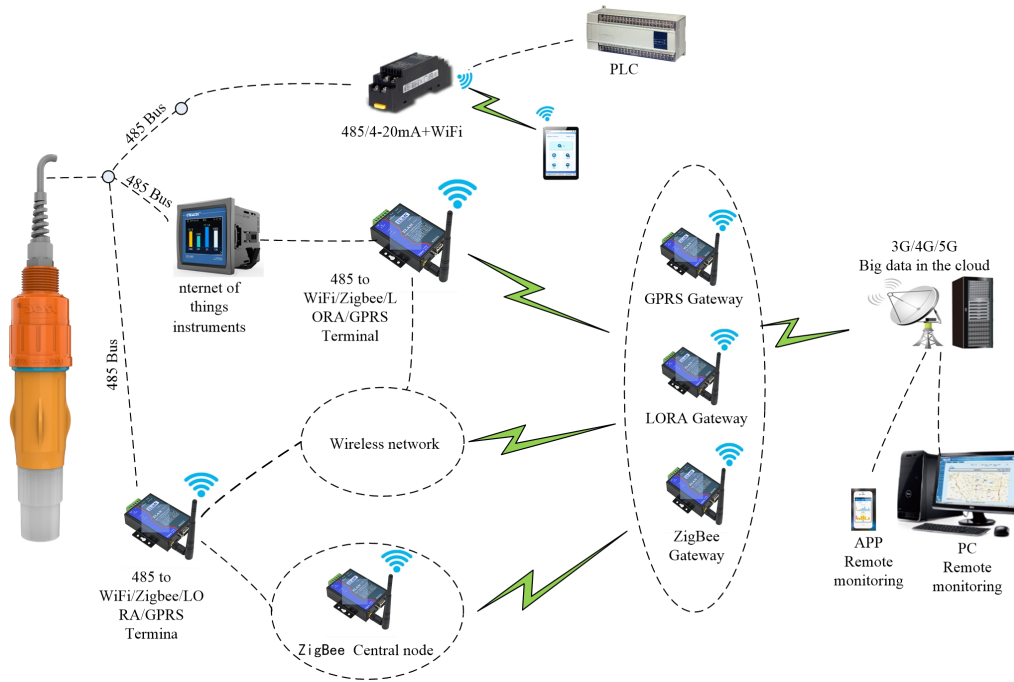 PLC
485 Bus
485/4-20mA+WiFi
485 Bus
3G/4G/5G
Big data in the cloud
nternet of
things
instruments
485 to
WiFi/Zigbee/L
ORA/GPRS
Terminal
GPRS Gateway
485 Bus
LORA Gateway
Wireless network
ZigBee
Gateway
APP
Remote
monitoring
PC
Remote
monitoring
485 to
WiFi/Zigbee/LO
RA/GPRS
Termina
ZigBee Central node